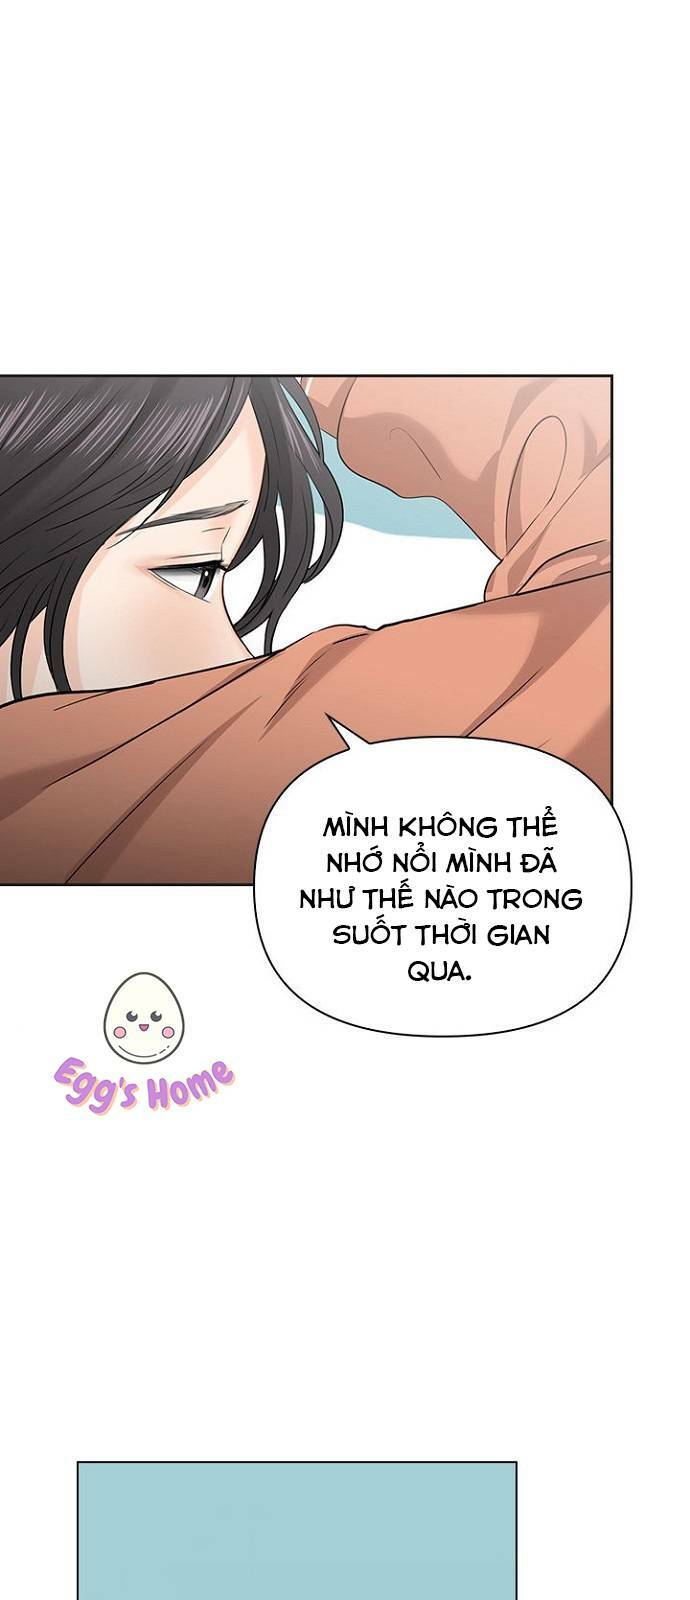 MÌNH KHÔNG THỂ
NHỚ NỔI MÌNH ĐÃ
NHƯ THẾ NÀO TRONG
SUỐT THỜI GIAN
QUA.
Egg's Home